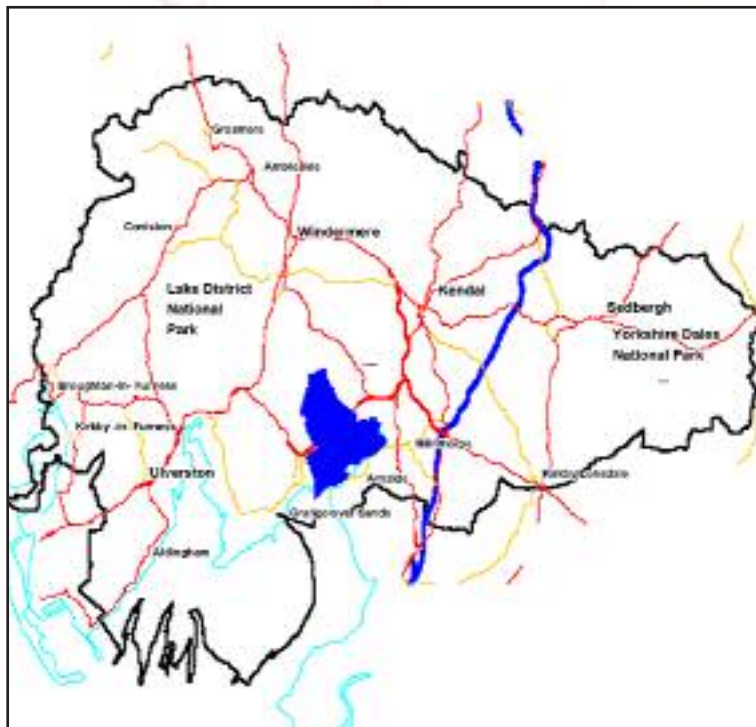 Grasmere
Ambleside
Coniston
Windermere
Lake District
National
Park
Kendal
Sedbergh
Yorkshire Dales
National Park
Broughton-in-Furness
Kirkby-in-Furness
Ulverston
Milnthorpe
Arnside
Kirkby Lonsdale
Grange over Sands
Aldingham